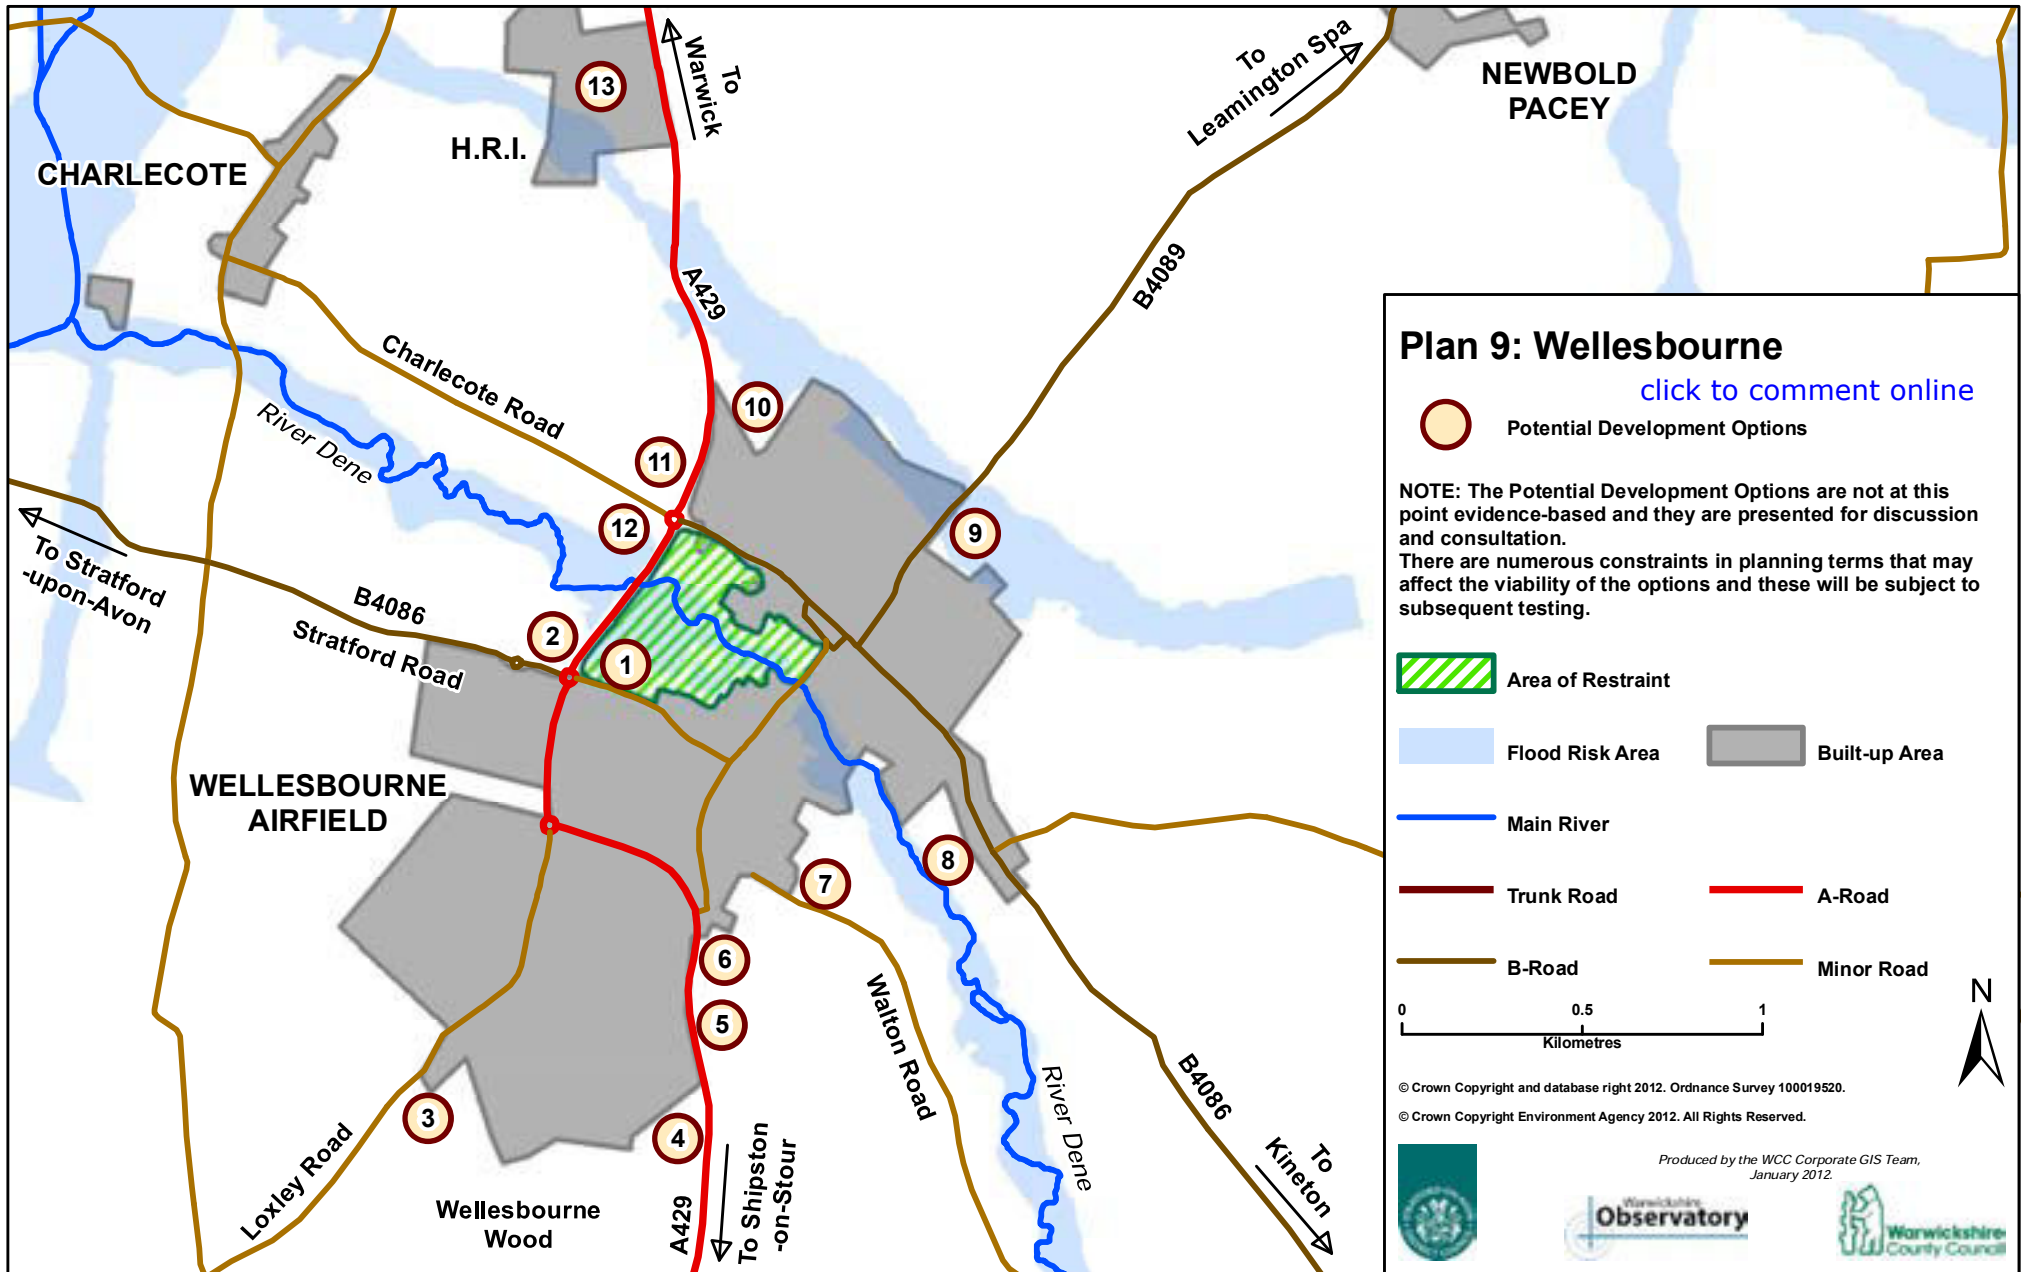 13
To
Warwick
H.R.I.
CHARLECOTE
To
Leamington Spa
NEWBOLD
PACEY
A429
B4089
Charlecote Road
River Dene
10
11
12
9
To Stratford
-upon-Avon
B4086
Stratford Road
2
1
WELLESBOURNE
AIRFIELD
8
7
6
5
3
4
Walton Road
River Dene
B4086
To
Kineton
Loxley Road
Wellesbourne
Wood
A429
To Shipston
-on-Stour
Plan 9: Wellesbourne
click to comment online
Potential Development Options
NOTE: The Potential Development Options are not at this
point evidence-based and they are presented for discussion
and consultation.
There are numerous constraints in planning terms that may
affect the viability of the options and these will be subject to
subsequent testing.
Area of Restraint
Flood Risk Area
Built-up Area
Main River
Trunk Road
A-Road
B-Road
Minor Road
0 0.5 1
Kilometres
N
© Crown Copyright and database right 2012. Ordnance Survey 100019520.
© Crown Copyright Environment Agency 2012. All Rights Reserved.
Produced by the WCC Corporate GIS Team,
January 2012.
Warwickshire
Observatory
Warwickshire
County Council